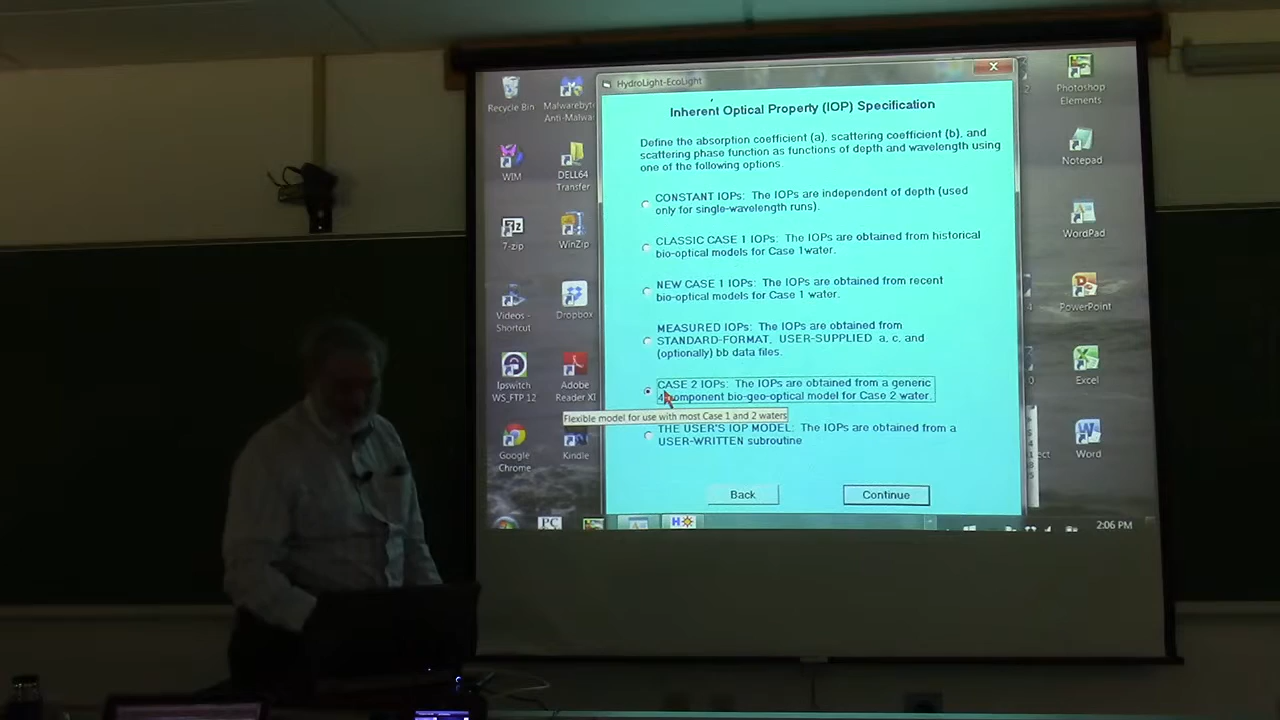 HydroLight-EcoLight
Inherent Optical Property (IOP) Specification
Define the absorption coefficient (a), scattering coefficient (b), and
scattering phase function as functions of depth and wavelength using
one of the following options.
CONSTANT IOPs: The IOPs are independent of depth (used
only for single-wavelength runs).
CLASSIC CASE 1 IOPs: The IOPs are obtained from historical
bio-optical models for Case 1water.
NEW CASE 1 IOPs: The IOPs are obtained from recent
bio-optical models for Case 1 water.
MEASURED IOPs: The IOPs are obtained from
STANDARD-FORMAT, USER-SUPPLIED a, c, and
(optionally) bb data files.
CASE 2 IOPs: The IOPs are obtained from a generic
4-component bio-geo-optical model for Case 2 water.
Flexible model for use with most Case 1 and 2 waters
THE USER'S IOP MODEL: The IOPs are obtained from a
USER-WRITTEN subroutine
Back
Continue
Recycle Bin
Malwarebyt
Anti-Malwar
WIM
DELL64
Transfer
7-zip
WinZip
Videos -
Shortcut
Dropbox
Ipswitch
WS_FTP 12
Adobe
Reader XI
Google
Chrome
Kindle
Photoshop
Elements
Notepad
WordPad
PowerPoint
Excel
Word
PC
H
2:06 PM